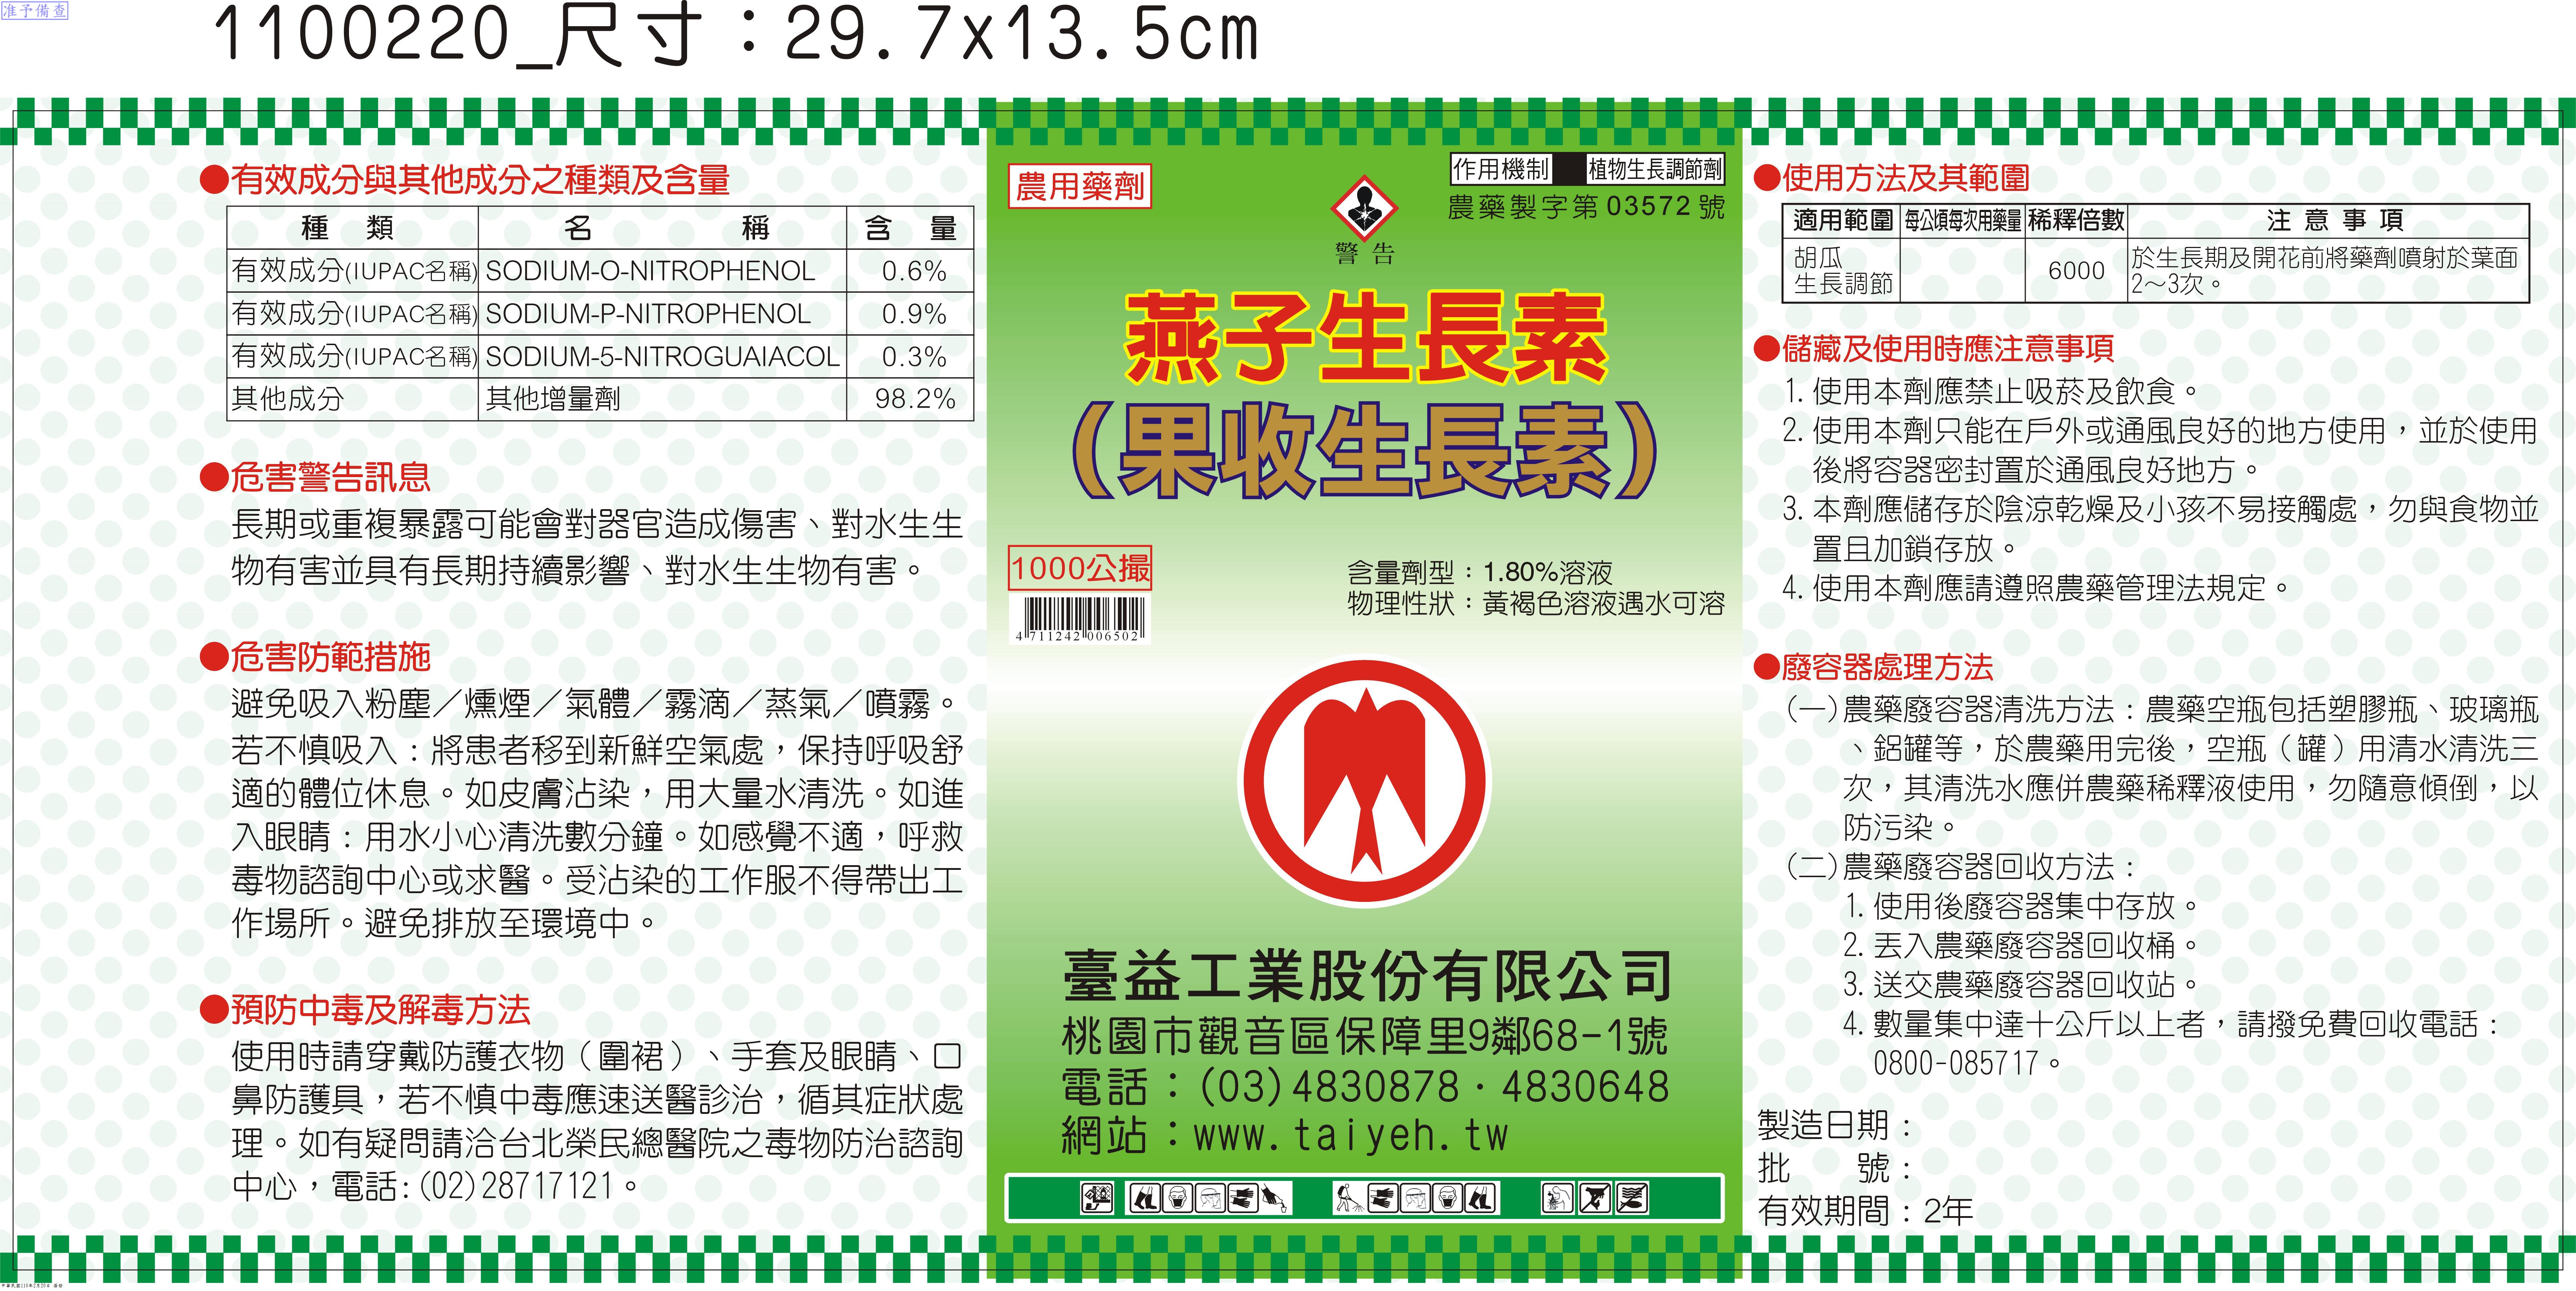 准予備查
1100220_尺寸：29.7x13.5cm
●有效成分與其他成分之種類及含量
種 類 名 稱 含 量
有效成分(IUPAC名稱) SODIUM-O-NITROPHENOL 0.6%
有效成分(IUPAC名稱) SODIUM-P-NITROPHENOL 0.9%
有效成分(IUPAC名稱) SODIUM-5-NITROGUAIACOL 0.3%
其他成分 其他增量劑 98.2%
●危害警告訊息
長期或重複暴露可能會對器官造成傷害、對水生生
物有害並具有長期持續影響、對水生生物有害。
●危害防範措施
避免吸入粉塵／燻煙／氣體／霧滴／蒸氣／噴霧。
若不慎吸入：將患者移到新鮮空氣處，保持呼吸舒
適的體位休息。如皮膚沾染，用大量水清洗。如進
入眼睛：用水小心清洗數分鐘。如感覺不適，呼救
毒物諮詢中心或求醫。受沾染的工作服不得帶出工
作場所。避免排放至環境中。
●預防中毒及解毒方法
使用時請穿戴防護衣物（圍裙）、手套及眼睛、口
鼻防護具，若不慎中毒應速送醫診治，循其症狀處
理。如有疑問請洽台北榮民總醫院之毒物防治諮詢
中心，電話:(02)28717121。
農用藥劑
警告
作用機制 植物生長調節劑
農藥製字第 03572 號
燕子生長素
（果收生長素）
1000公撮
4 711242 006502
含量劑型：1.80%溶液
物理性狀：黃褐色溶液遇水可溶
臺益工業股份有限公司
桃園市觀音區保障里9鄰68-1號
電話：(03)4830878．4830648
網站：www.taiyeh.tw
●使用方法及其範圍
適用範圍 每公頃每次用藥量 稀釋倍數 注意事項
胡瓜
生長調節 6000 於生長期及開花前將藥劑噴射於葉面
2～3次。
●儲藏及使用時應注意事項
1. 使用本劑應禁止吸菸及飲食。
2. 使用本劑只能在戶外或通風良好的地方使用，並於使用
後將容器密封置於通風良好地方。
3. 本劑應儲存於陰涼乾燥及小孩不易接觸處，勿與食物並
置且加鎖存放。
4. 使用本劑應請遵照農藥管理法規定。
●廢容器處理方法
(一)農藥廢容器清洗方法：農藥空瓶包括塑膠瓶、玻璃瓶
、鋁罐等，於農藥用完後，空瓶（罐）用清水清洗三
次，其清洗水應併農藥稀釋液使用，勿隨意傾倒，以
防污染。
(二)農藥廢容器回收方法：
1. 使用後廢容器集中存放。
2. 丟入農藥廢容器回收桶。
3. 送交農藥廢容器回收站。
4. 數量集中達十公斤以上者，請撥免費回收電話：
0800-085717。
製造日期：
批 號：
有效期間：2年